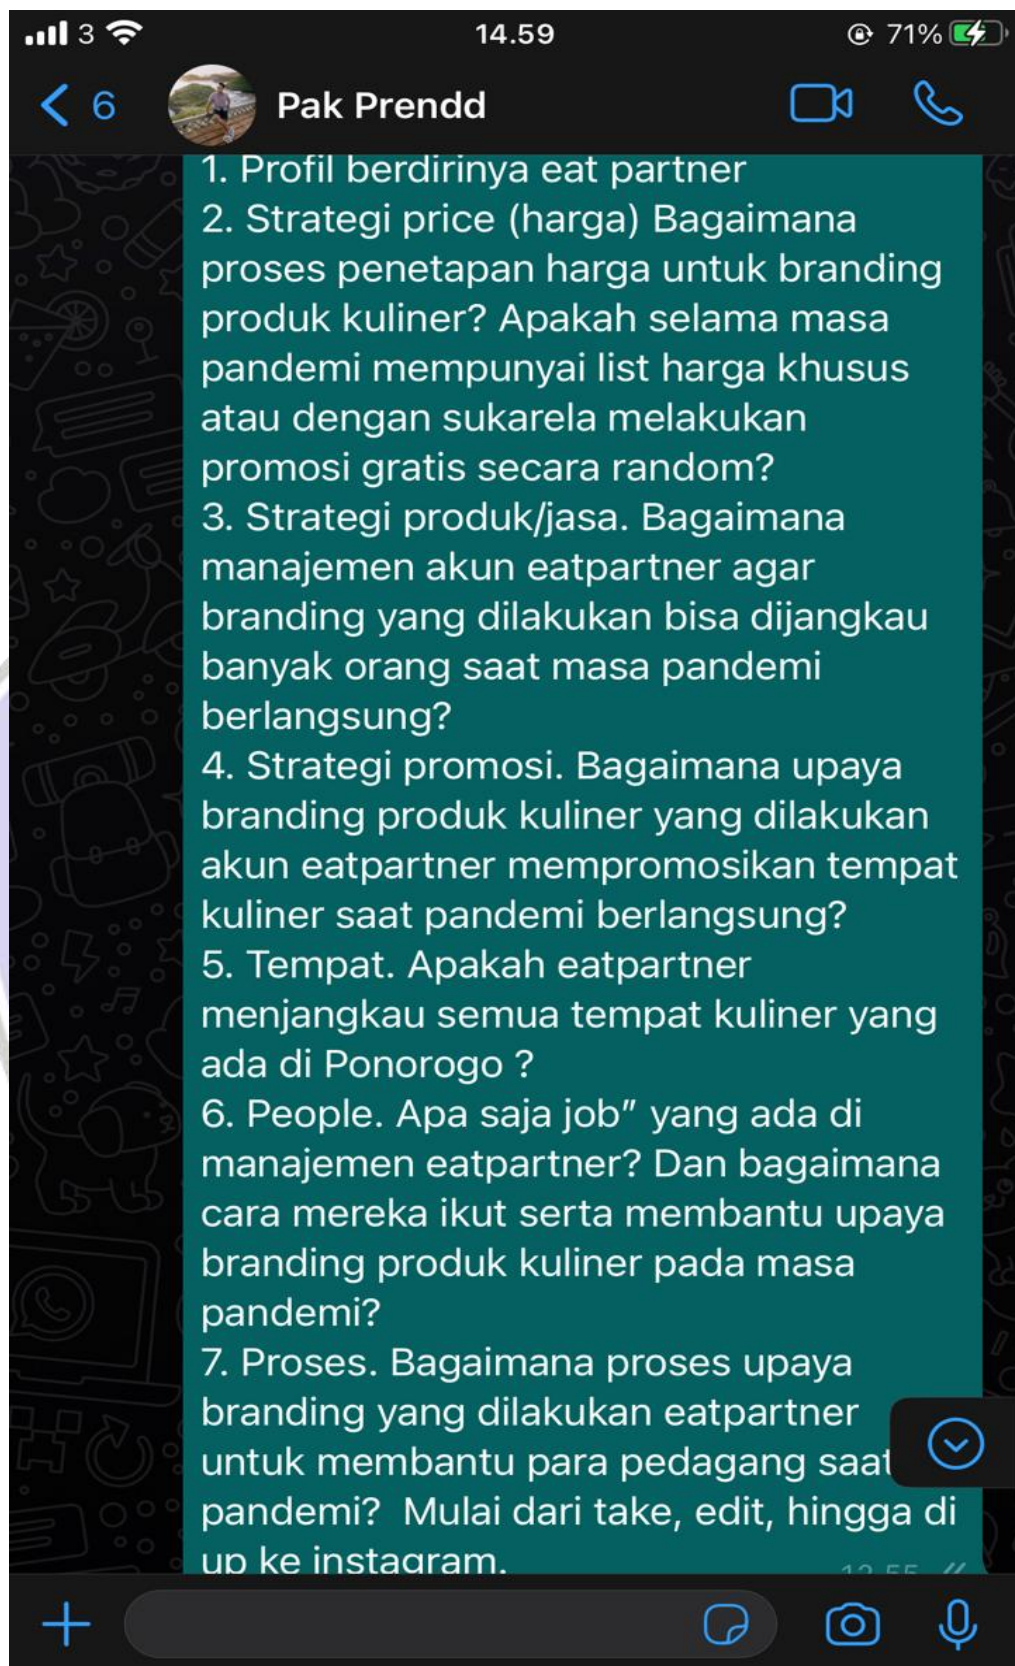 3
14.59
71%
6
Pak Prendd
1. Profil berdirinya eat partner
2. Strategi price (harga) Bagaimana
proses penetapan harga untuk branding
produk kuliner? Apakah selama masa
pandemi mempunyai list harga khusus
atau dengan sukarela melakukan
promosi gratis secara random?
3. Strategi produk/jasa. Bagaimana
manajemen akun eatpartner agar
branding yang dilakukan bisa dijangkau
banyak orang saat masa pandemi
berlangsung?
4. Strategi promosi. Bagaimana upaya
branding produk kuliner yang dilakukan
akun eatpartner mempromosikan tempat
kuliner saat pandemi berlangsung?
5. Tempat. Apakah eatpartner
menjangkau semua tempat kuliner yang
ada di Ponorogo ?
6. People. Apa saja job” yang ada di
manajemen eatpartner? Dan bagaimana
cara mereka ikut serta membantu upaya
branding produk kuliner pada masa
pandemi?
7. Proses. Bagaimana proses upaya
branding yang dilakukan eatpartner
untuk membantu para pedagang saat
pandemi?  Mulai dari take, edit, hingga di
up ke instagram.